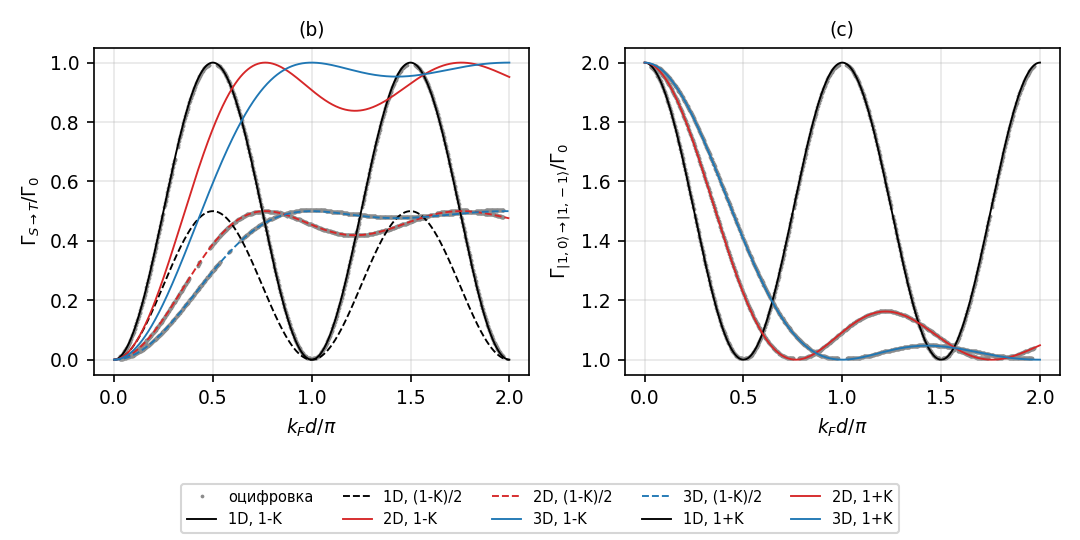 (b)
(c)
Γ_{S→T}/Γ_0
1.0
0.8
0.6
0.4
0.2
0.0
0.0 0.5 1.0 1.5 2.0
k_F d/π
Γ_{|1,0⟩→|1,−1⟩}/Γ_0
2.0
1.8
1.6
1.4
1.2
1.0
0.0 0.5 1.0 1.5 2.0
k_F d/π
оцифровка 1D, (1-K)/2 2D, (1-K)/2 3D, (1-K)/2 2D, 1+K
1D, 1-K 2D, 1-K 3D, 1-K 1D, 1+K 3D, 1+K